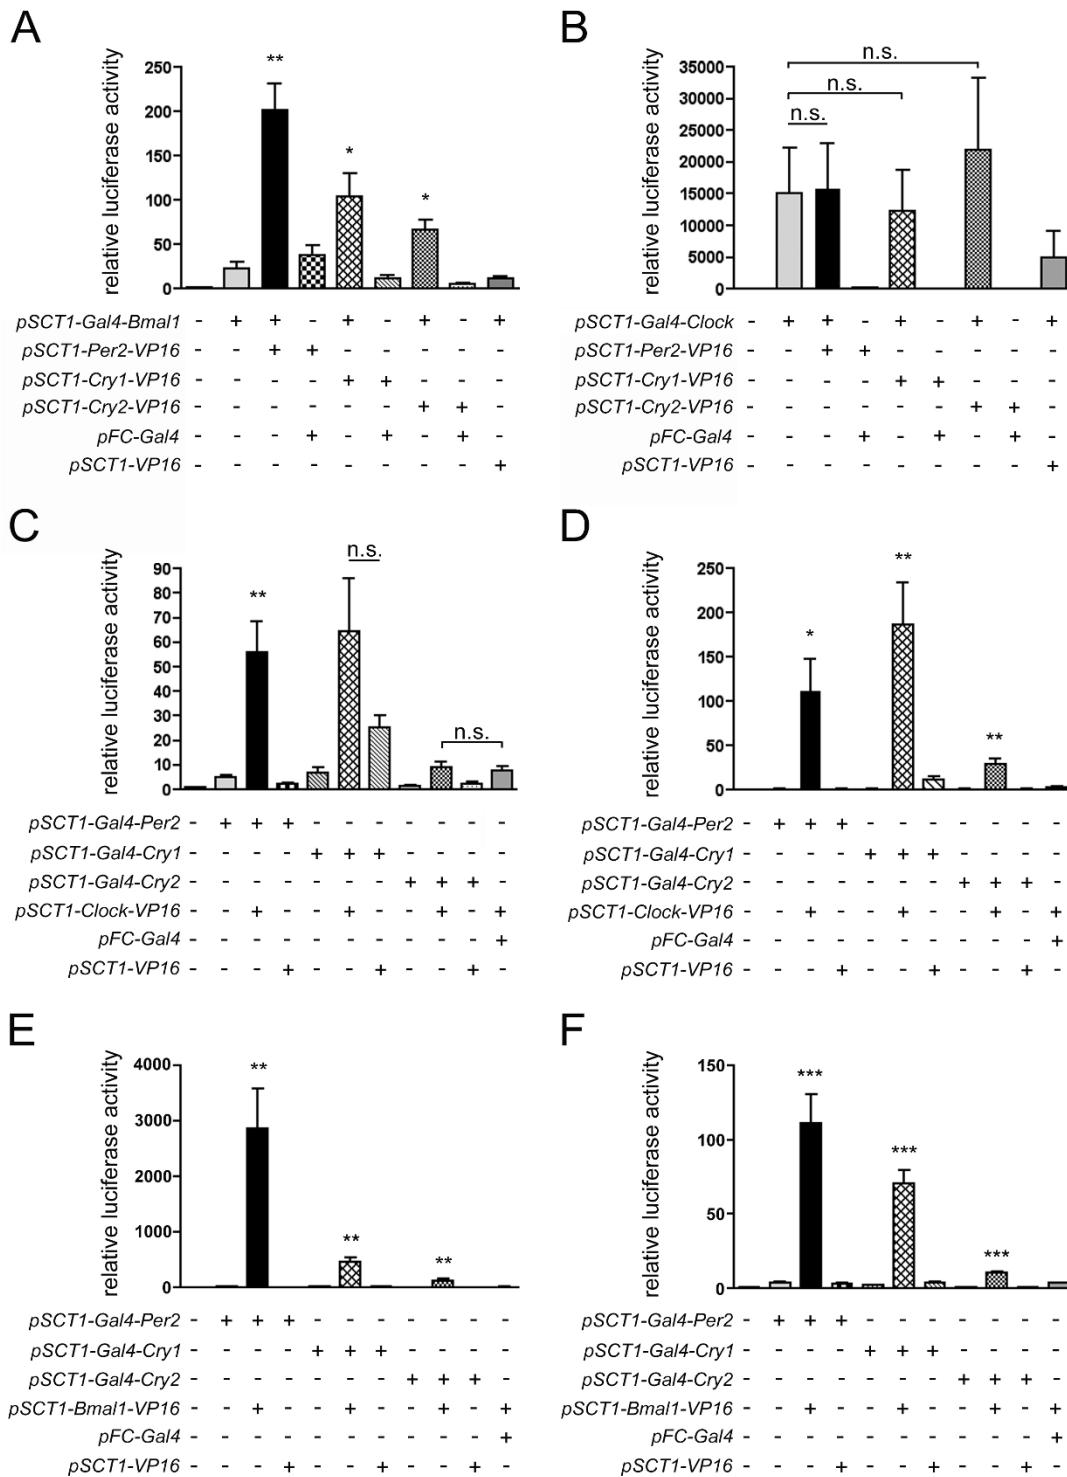 A
relative luciferase activity
250
200
150
100
50
0
**
*
*
pSCT1-Gal4-Bmal1 - + + - + - + - +
pSCT1-Per2-VP16 - - + + - - - - -
pSCT1-Cry1-VP16 - - - - + + - - -
pSCT1-Cry2-VP16 - - - - - - + + -
pFC-Gal4 - - - + - + - + -
pSCT1-VP16 - - - - - - - - +
B
relative luciferase activity
35000
30000
25000
20000
15000
10000
5000
0
n.s.
n.s.
n.s.
pSCT1-Gal4-Clock - + + - + - + - +
pSCT1-Per2-VP16 - - + + - - - - -
pSCT1-Cry1-VP16 - - - - + + - - -
pSCT1-Cry2-VP16 - - - - - - + + -
pFC-Gal4 - - - + - + - + -
pSCT1-VP16 - - - - - - - - +
C
relative luciferase activity
90
80
70
60
50
40
30
20
10
0
**
n.s.
n.s.
pSCT1-Gal4-Per2 - + + + - - - - - - -
pSCT1-Gal4-Cry1 - - - - + + + - - - -
pSCT1-Gal4-Cry2 - - - - - - - + + + -
pSCT1-Clock-VP16 - - + - - + - - + - +
pFC-Gal4 - - - - - - - - - - +
pSCT1-VP16 - - - + - - + - - + -
D
relative luciferase activity
250
200
150
100
50
0
*
**
**
pSCT1-Gal4-Per2 - + + + - - - - - - -
pSCT1-Gal4-Cry1 - - - - + + + - - - -
pSCT1-Gal4-Cry2 - - - - - - - + + + -
pSCT1-Clock-VP16 - - + - - + - - + - +
pFC-Gal4 - - - - - - - - - - +
pSCT1-VP16 - - - + - - + - - + -
E
relative luciferase activity
4000
3000
2000
1000
0
**
**
**
pSCT1-Gal4-Per2 - + + + - - - - - - -
pSCT1-Gal4-Cry1 - - - - + + + - - - -
pSCT1-Gal4-Cry2 - - - - - - - + + + -
pSCT1-Bmal1-VP16 - - + - - + - - + - +
pFC-Gal4 - - - - - - - - - - +
pSCT1-VP16 - - - + - - + - - + -
F
relative luciferase activity
150
100
50
0
***
***
***
pSCT1-Gal4-Per2 - + + + - - - - - - -
pSCT1-Gal4-Cry1 - - - - + + + - - - -
pSCT1-Gal4-Cry2 - - - - - - - + + + -
pSCT1-Bmal1-VP16 - - + - - + - - + - +
pFC-Gal4 - - - - - - - - - - +
pSCT1-VP16 - - - + - - + - - + -